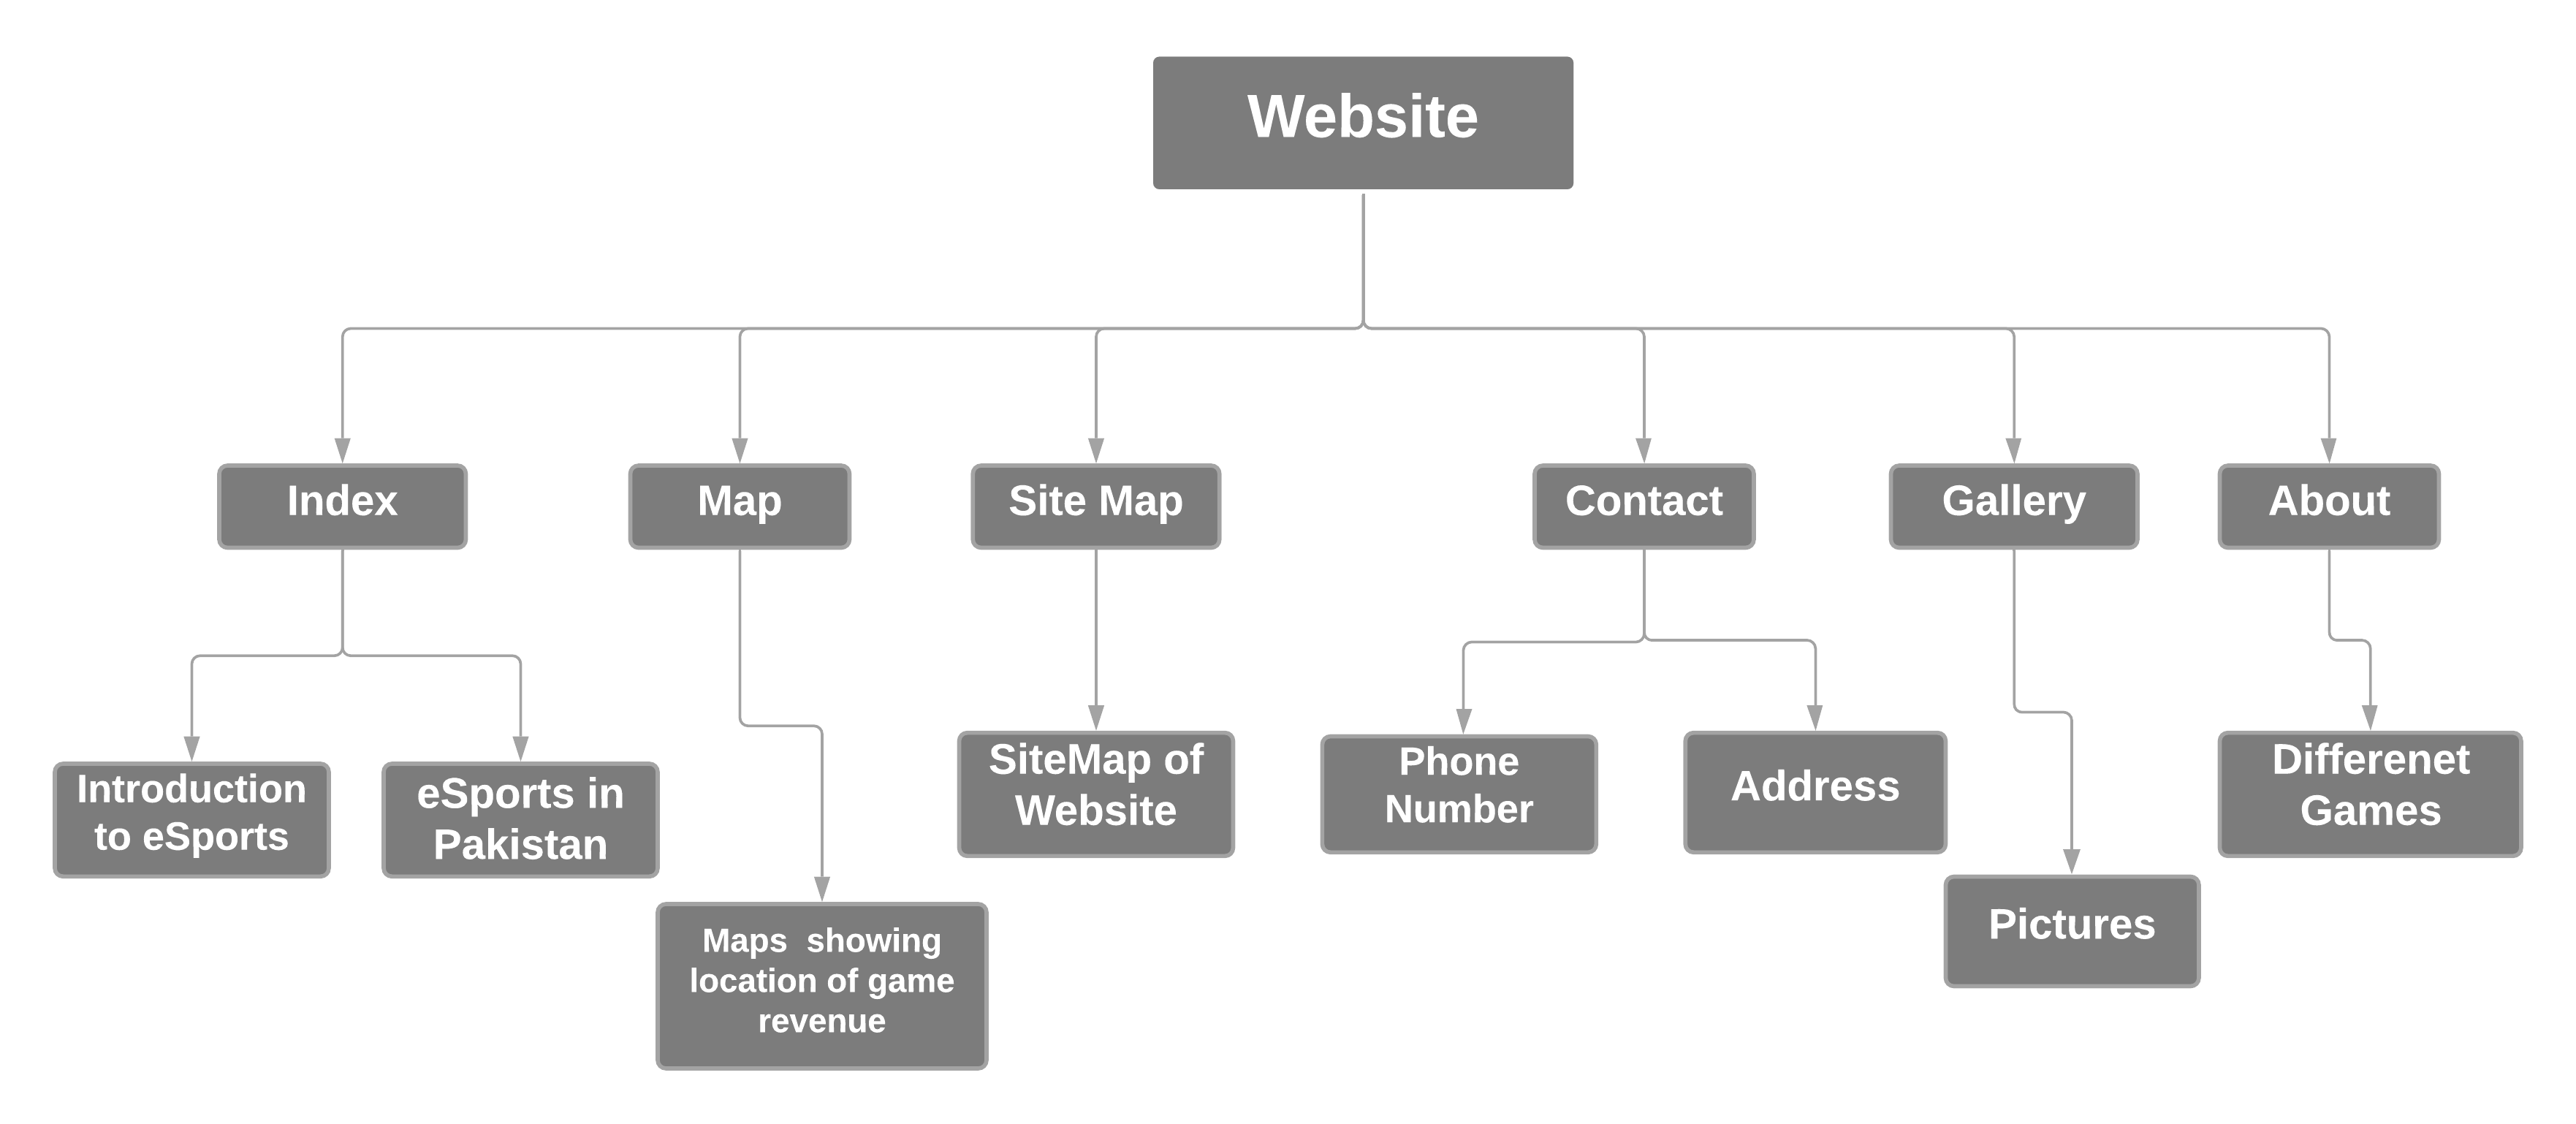 Website
Index
Map
Site Map
Contact
Gallery
About
Introduction
to eSports
eSports in
Pakistan
Maps  showing
location of game
revenue
SiteMap of
Website
Phone
Number
Address
Pictures
Differenet
Games